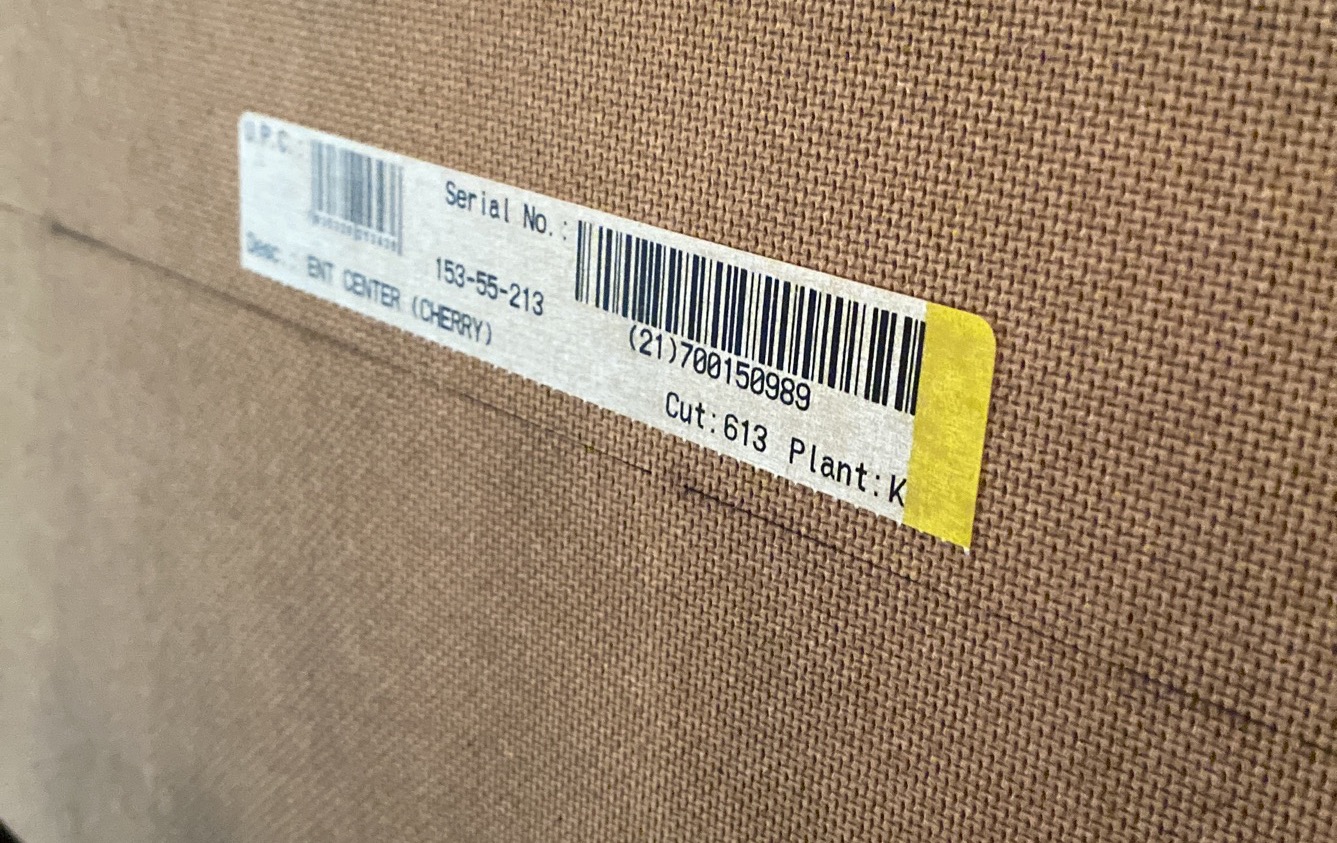 U.P.C.:
Serial No.:
153-55-213
(21)700150989
Desc.: ENT CENTER (CHERRY)
Cut:613 Plant:K